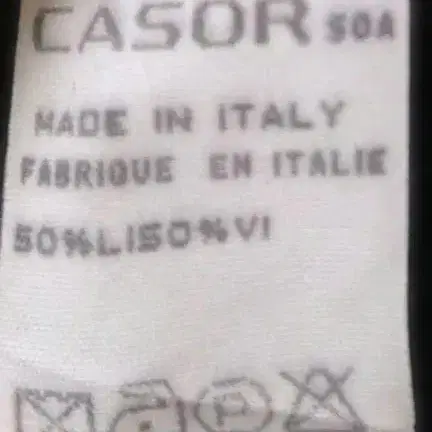 CASOR 50A
MADE IN ITALY
FABRIQUE EN ITALIE
50%LI50%VI
P